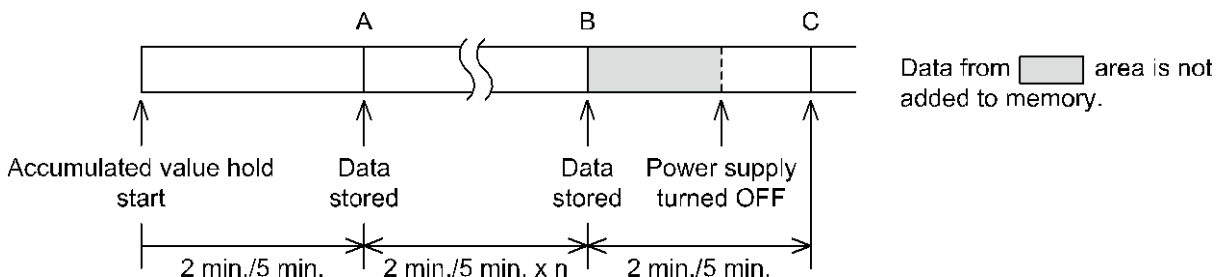 A
B
C
Data from area is not
added to memory.
Accumulated value hold
start
Data
stored
Data
stored
Power supply
turned OFF
2 min./5 min.
2 min./5 min. x n
2 min./5 min.